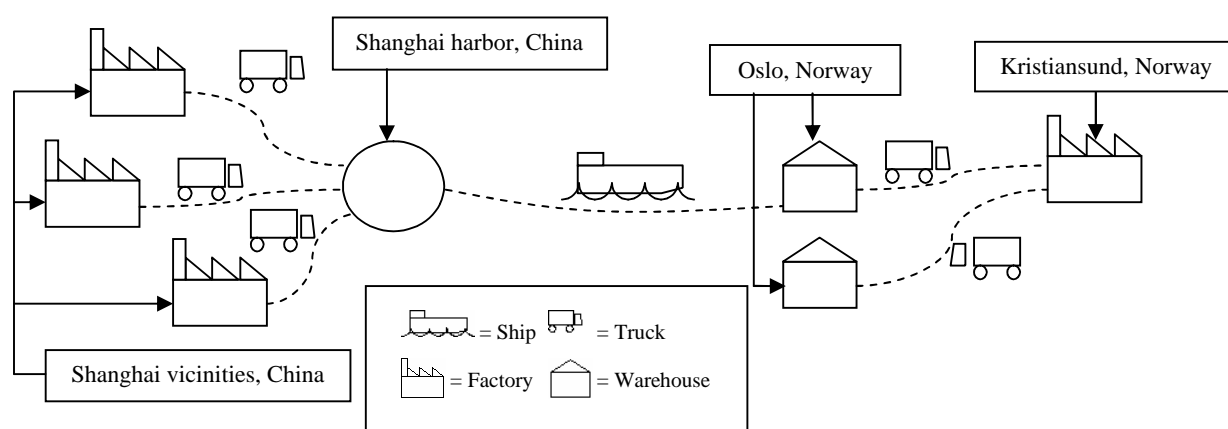 Shanghai harbor, China
Oslo, Norway
Kristiansund, Norway
= Ship
= Truck
= Factory
= Warehouse
Shanghai vicinities, China